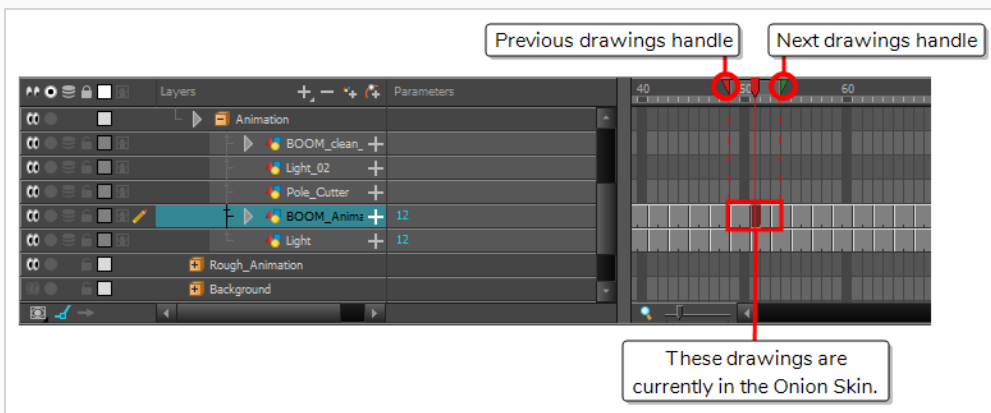 Previous drawings handle
Next drawings handle
Layers
Parameters
40
50
60
Animation
BOOM_clean_
Light_02
Pole_Cutter
BOOM_Anima
12
Light
12
Rough_Animation
Background
These drawings are
currently in the Onion Skin.